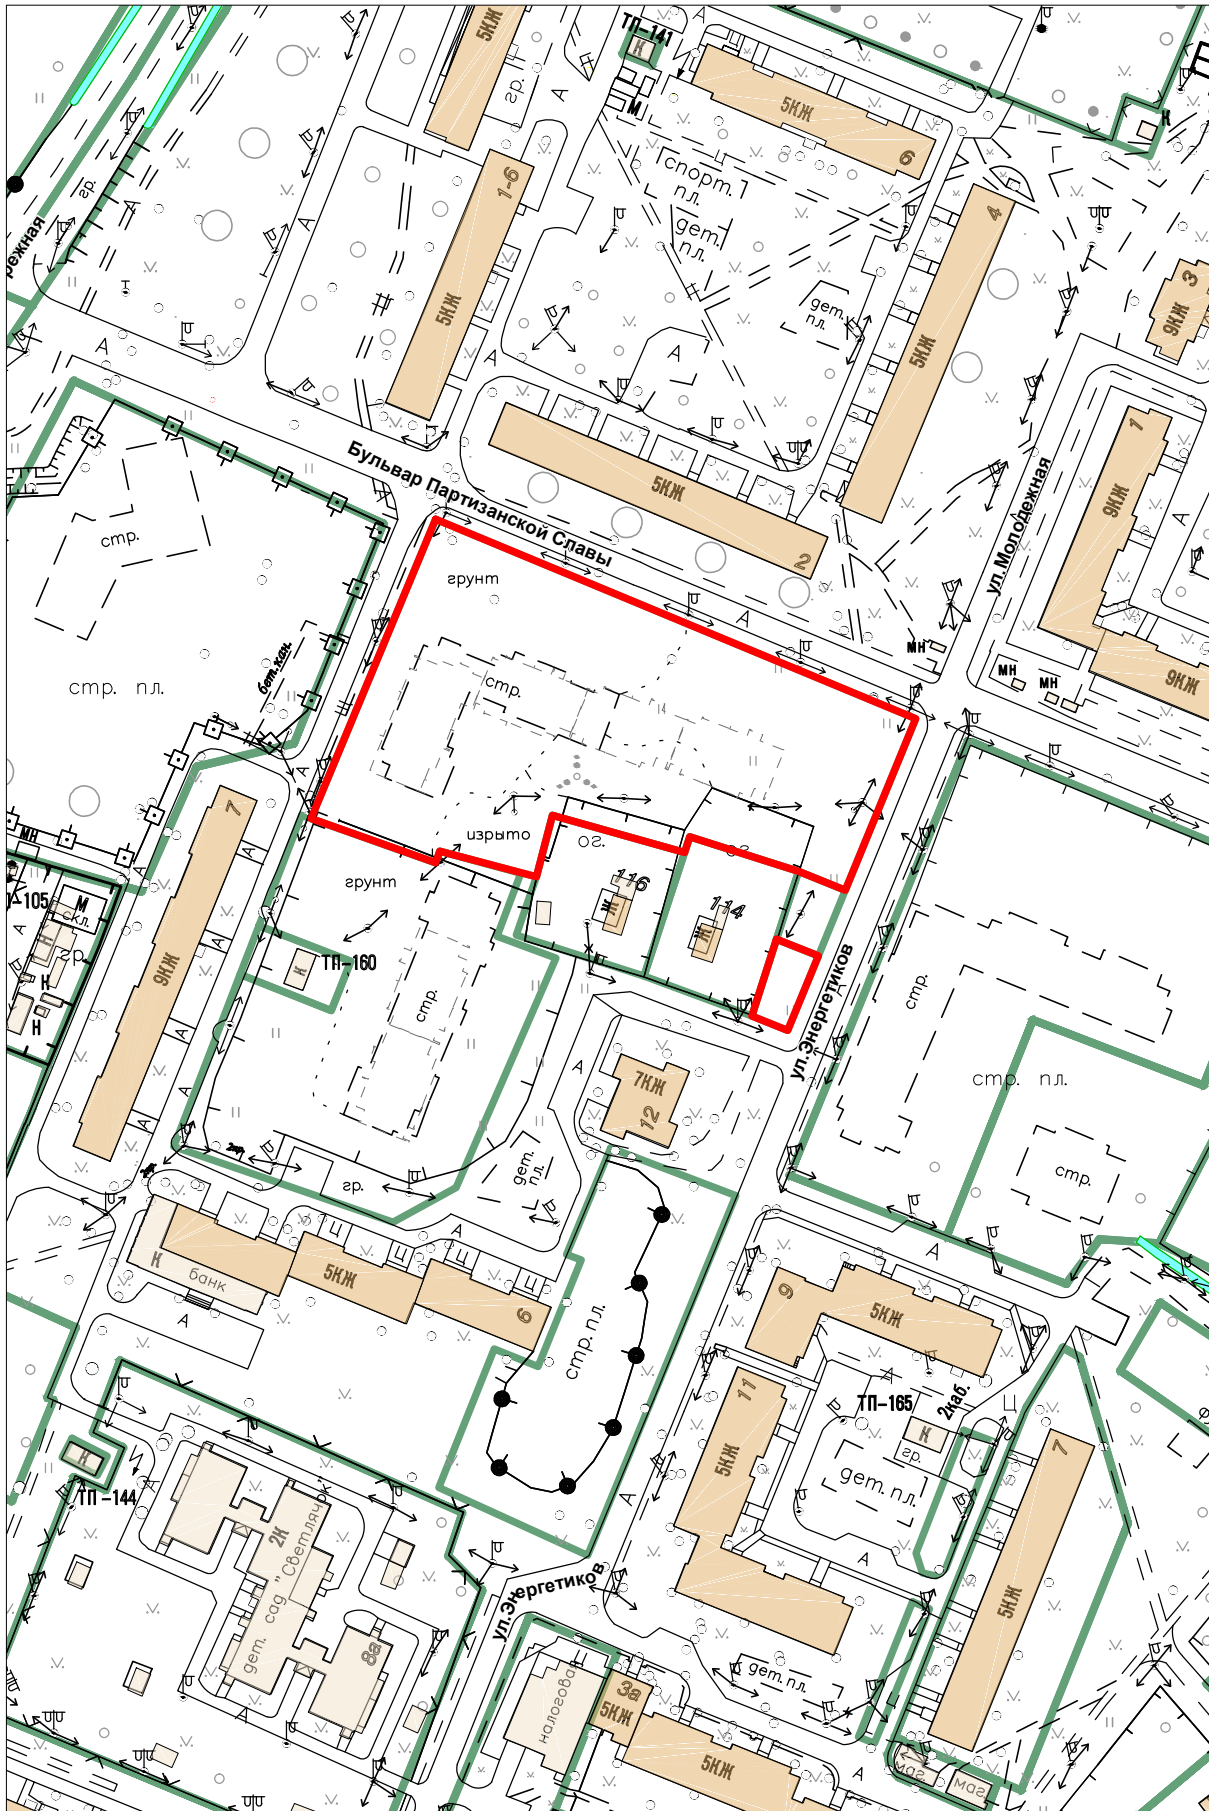 5КЖ
гр.
А
ТП-141
К
М
5КЖ
6
К
1-6
спорт.
пл.
дет.
пл.
4
гр.
режная
3
9КЖ
5КЖ
дет.
пл.
5КЖ
А
А
А
1
Бульвар Партизанской Славы
5КЖ
2
ул.Молодежная
9КЖ
А
стр.
грунт
А
МН
МН
МН
9КЖ
бет.кан.
стр. пл.
стр.
7
МН
изрыто
ог.
ог.
грунт
116
114
Ж
Ж
М
скл.
гр.
К
Н
Н
9КЖ
К
ТП-160
стр.
стр.
ул.Энергетиков
7КЖ
12
стр. пл.
дет.
пл.
гр.
стр.
К
банк
5КЖ
6
А
А
А
9
5КЖ
стр. пл.
11
ТП-165
2каб.
К
гр.
5КЖ
7
К
ТП-144
дет. пл.
2К
дет. сад "Светлячок"
А
А
8а
5КЖ
ул.Энергетиков
дет. пл.
налоговая
3а
5КЖ
5КЖ
А
маг.
маг.